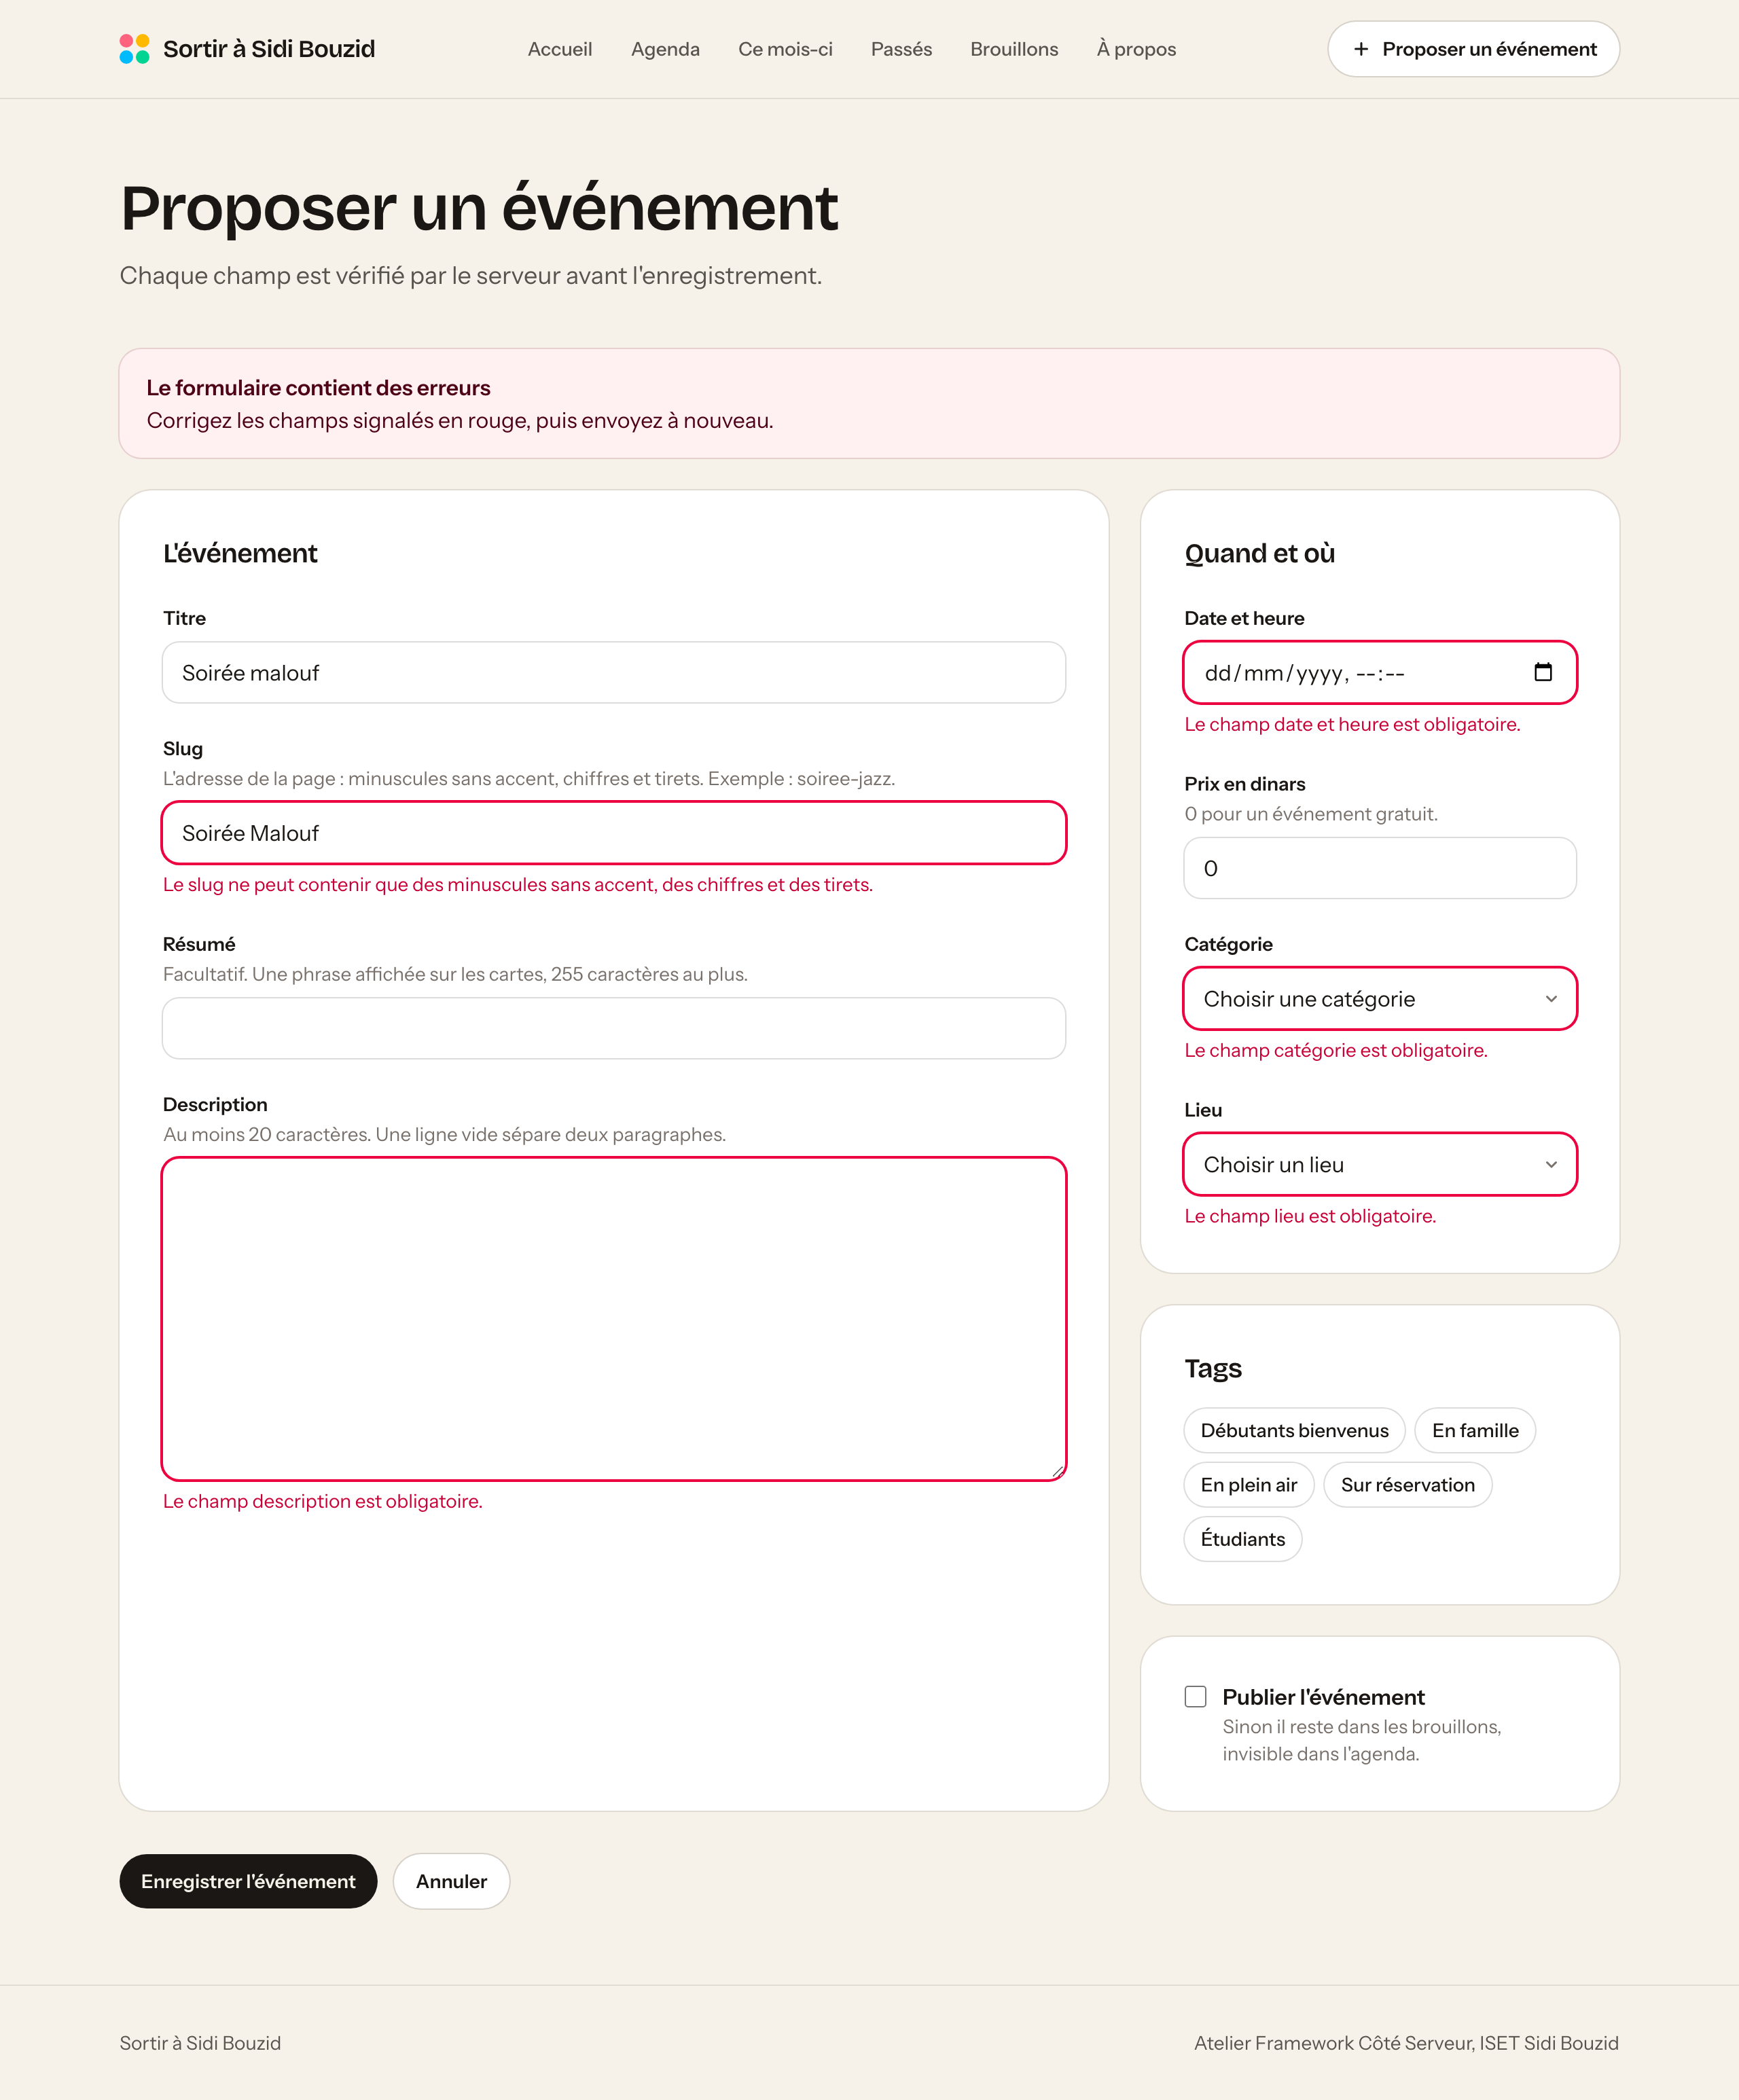 Sortir à Sidi Bouzid
Accueil
Agenda
Ce mois-ci
Passés
Brouillons
À propos
+ Proposer un événement
Proposer un événement
Chaque champ est vérifié par le serveur avant l'enregistrement.
Le formulaire contient des erreurs
Corrigez les champs signalés en rouge, puis envoyez à nouveau.
L'événement
Titre
Soirée malouf
Slug
L'adresse de la page : minuscules sans accent, chiffres et tirets. Exemple : soiree-jazz.
Soirée Malouf
Le slug ne peut contenir que des minuscules sans accent, des chiffres et des tirets.
Résumé
Facultatif. Une phrase affichée sur les cartes, 255 caractères au plus.
Description
Au moins 20 caractères. Une ligne vide sépare deux paragraphes.
Le champ description est obligatoire.
Quand et où
Date et heure
dd/mm/yyyy, --:--
Le champ date et heure est obligatoire.
Prix en dinars
0 pour un événement gratuit.
0
Catégorie
Choisir une catégorie
Le champ catégorie est obligatoire.
Lieu
Choisir un lieu
Le champ lieu est obligatoire.
Tags
Débutants bienvenus
En famille
En plein air
Sur réservation
Étudiants
Publier l'événement
Sinon il reste dans les brouillons,
invisible dans l'agenda.
Enregistrer l'événement
Annuler
Sortir à Sidi Bouzid
Atelier Framework Côté Serveur, ISET Sidi Bouzid